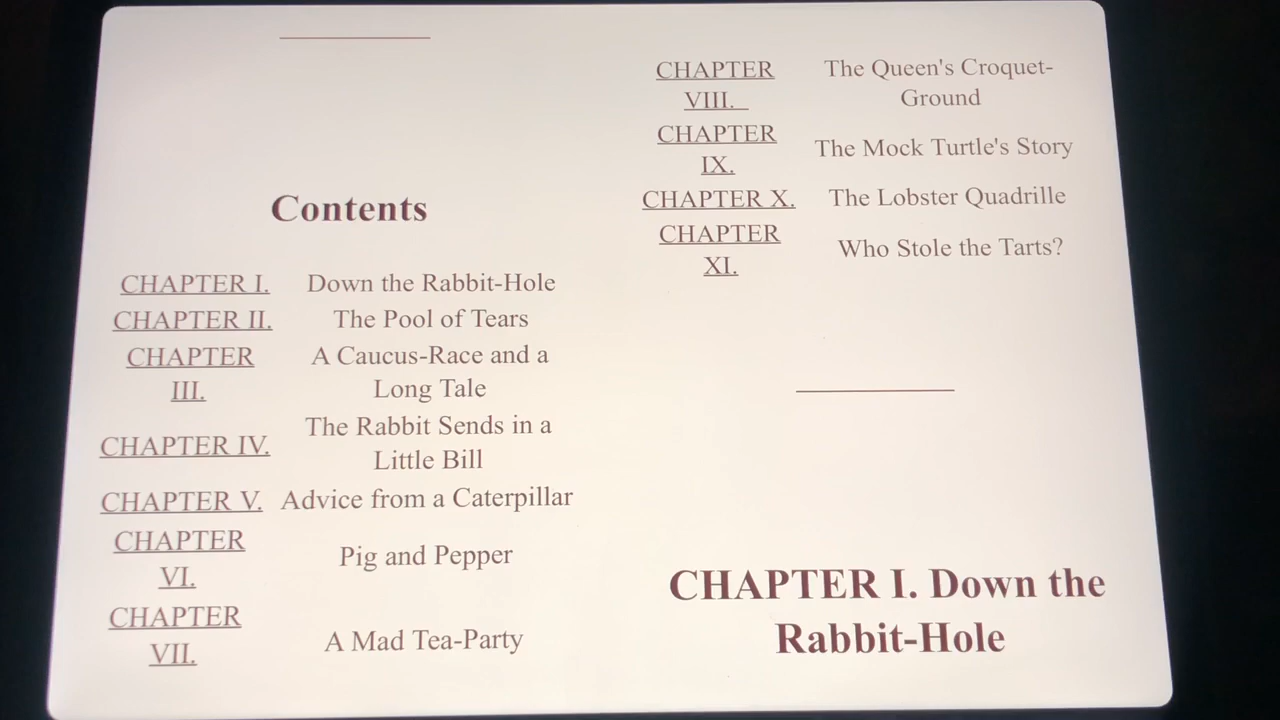 Contents
CHAPTER I. Down the Rabbit-Hole
CHAPTER II. The Pool of Tears
CHAPTER A Caucus-Race and a
III. Long Tale
CHAPTER IV. The Rabbit Sends in a
Little Bill
CHAPTER V. Advice from a Caterpillar
CHAPTER
VI. Pig and Pepper
CHAPTER
VII. A Mad Tea-Party
CHAPTER The Queen's Croquet-
VIII. Ground
CHAPTER
IX. The Mock Turtle's Story
CHAPTER X. The Lobster Quadrille
CHAPTER
XI. Who Stole the Tarts?
CHAPTER I. Down the
Rabbit-Hole